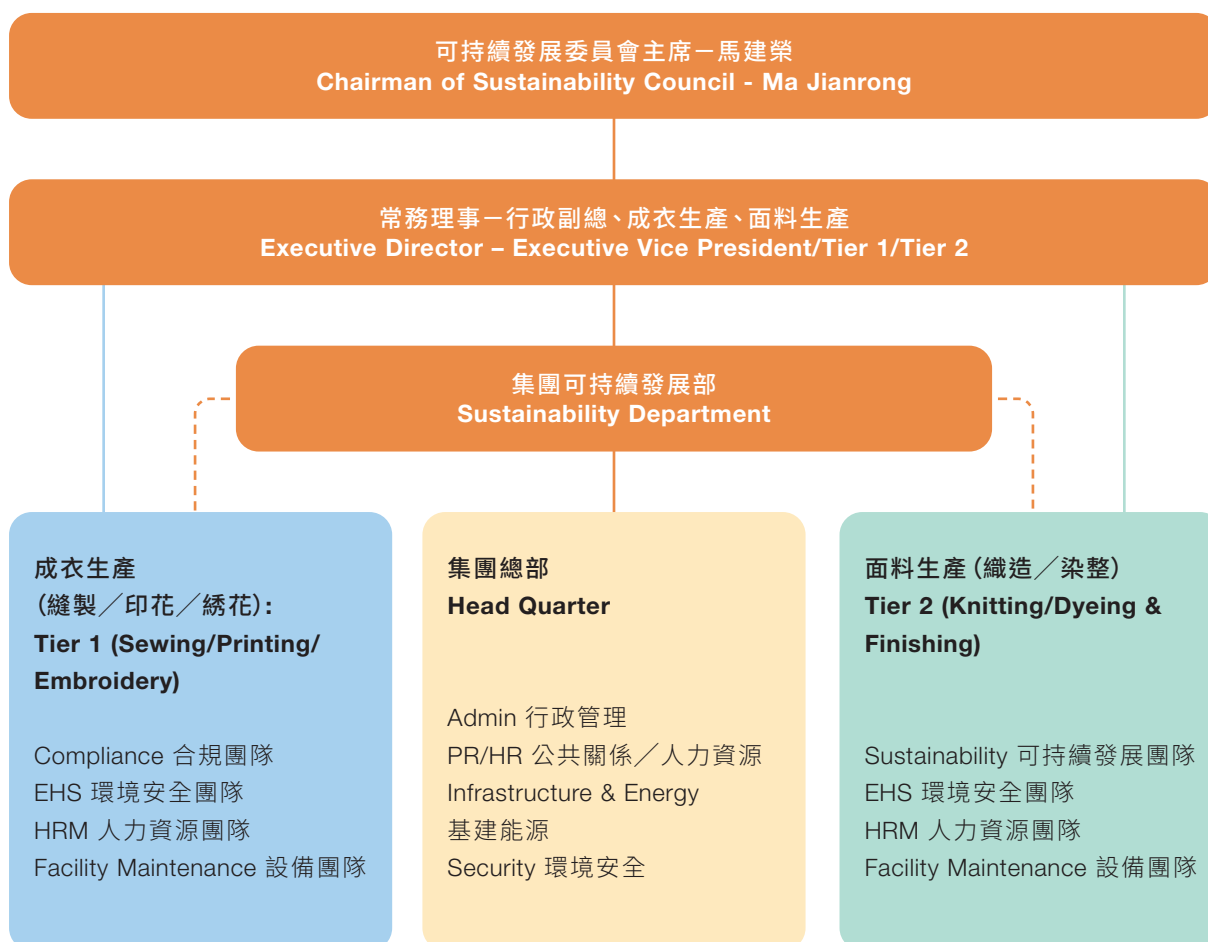 可持續發展委員會主席－馬建榮
Chairman of Sustainability Council - Ma Jianrong
常務理事－行政副總、成衣生產、面料生產
Executive Director – Executive Vice President/Tier 1/Tier 2
集團可持續發展部
Sustainability Department
成衣生產
（縫製／印花／綉花）：
Tier 1 (Sewing/Printing/
Embroidery)
Compliance 合規團隊
EHS 環境安全團隊
HRM 人力資源團隊
Facility Maintenance 設備團隊
集團總部
Head Quarter
Admin 行政管理
PR/HR 公共關係／人力資源
Infrastructure & Energy
基建能源
Security 環境安全
面料生產（織造／染整）
Tier 2 (Knitting/Dyeing &
Finishing)
Sustainability 可持續發展團隊
EHS 環境安全團隊
HRM 人力資源團隊
Facility Maintenance 設備團隊